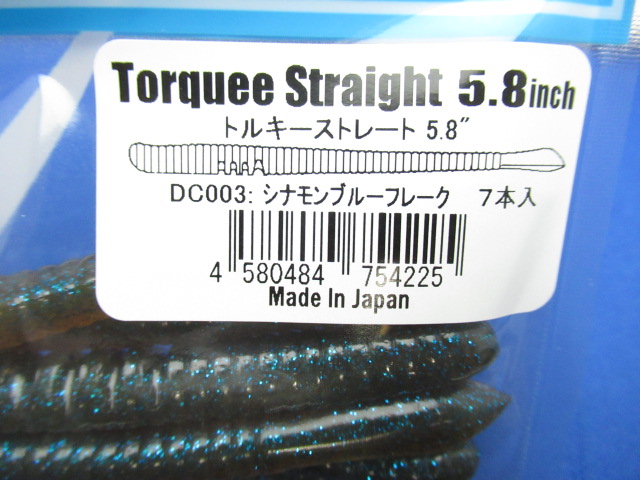 Torquee Straight 5.8inch
トルキーストレート 5.8"
DC003: シナモンブルーフレーク 7本入
4 580484 754225
Made In Japan